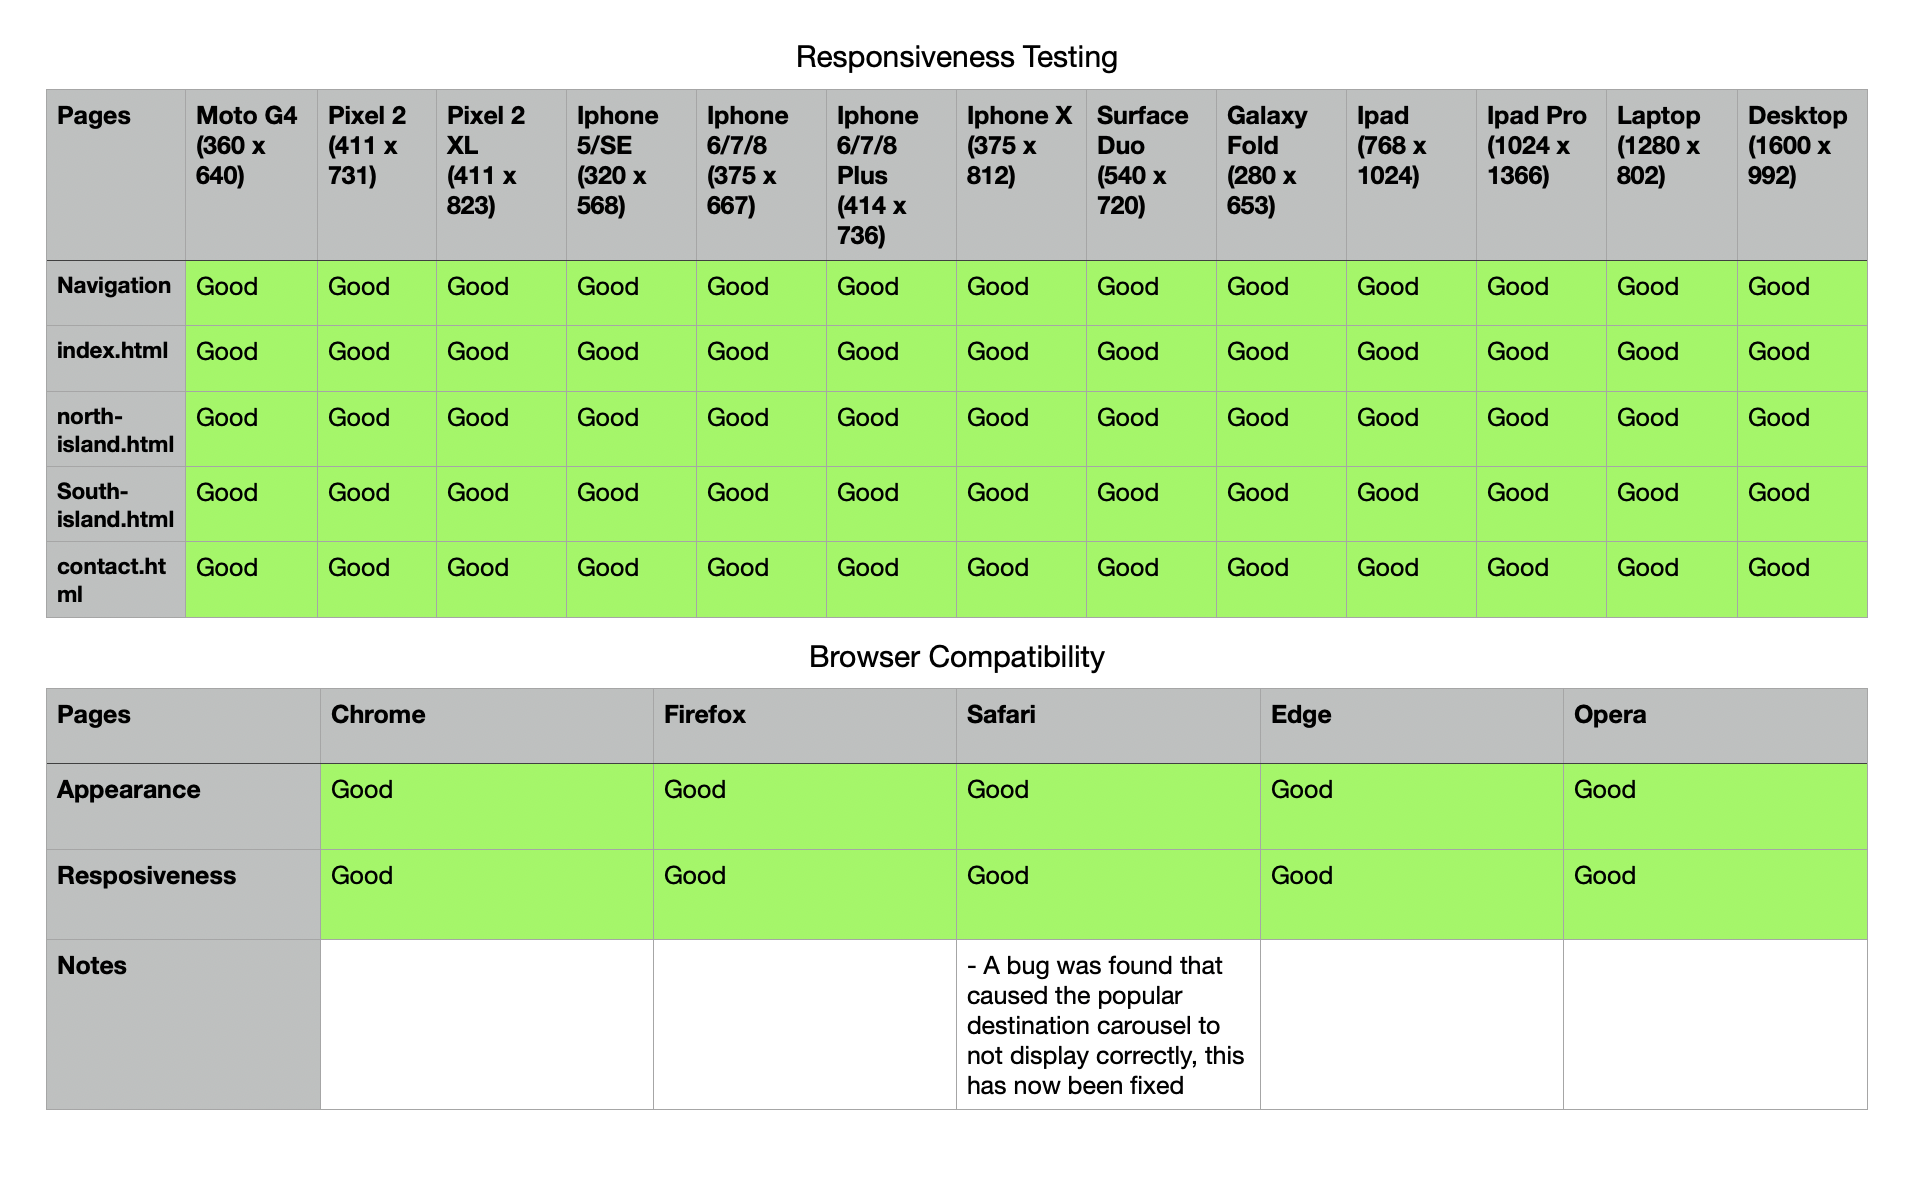 Responsiveness Testing
Pages Moto G4 (360 x 640) Pixel 2 (411 x 731) Pixel 2 XL (411 x 823) Iphone 5/SE (320 x 568) Iphone 6/7/8 (375 x 667) Iphone 6/7/8 Plus (414 x 736) Iphone X (375 x 812) Surface Duo (540 x 720) Galaxy Fold (280 x 653) Ipad (768 x 1024) Ipad Pro (1024 x 1366) Laptop (1280 x 802) Desktop (1600 x 992)
Navigation Good Good Good Good Good Good Good Good Good Good Good Good Good
index.html Good Good Good Good Good Good Good Good Good Good Good Good Good
north-island.html Good Good Good Good Good Good Good Good Good Good Good Good Good
South-island.html Good Good Good Good Good Good Good Good Good Good Good Good Good
contact.html Good Good Good Good Good Good Good Good Good Good Good Good Good
Browser Compatibility
Pages Chrome Firefox Safari Edge Opera
Appearance Good Good Good Good Good
Resposiveness Good Good Good Good Good
Notes
- A bug was found that
caused the popular
destination carousel to
not display correctly, this
has now been fixed